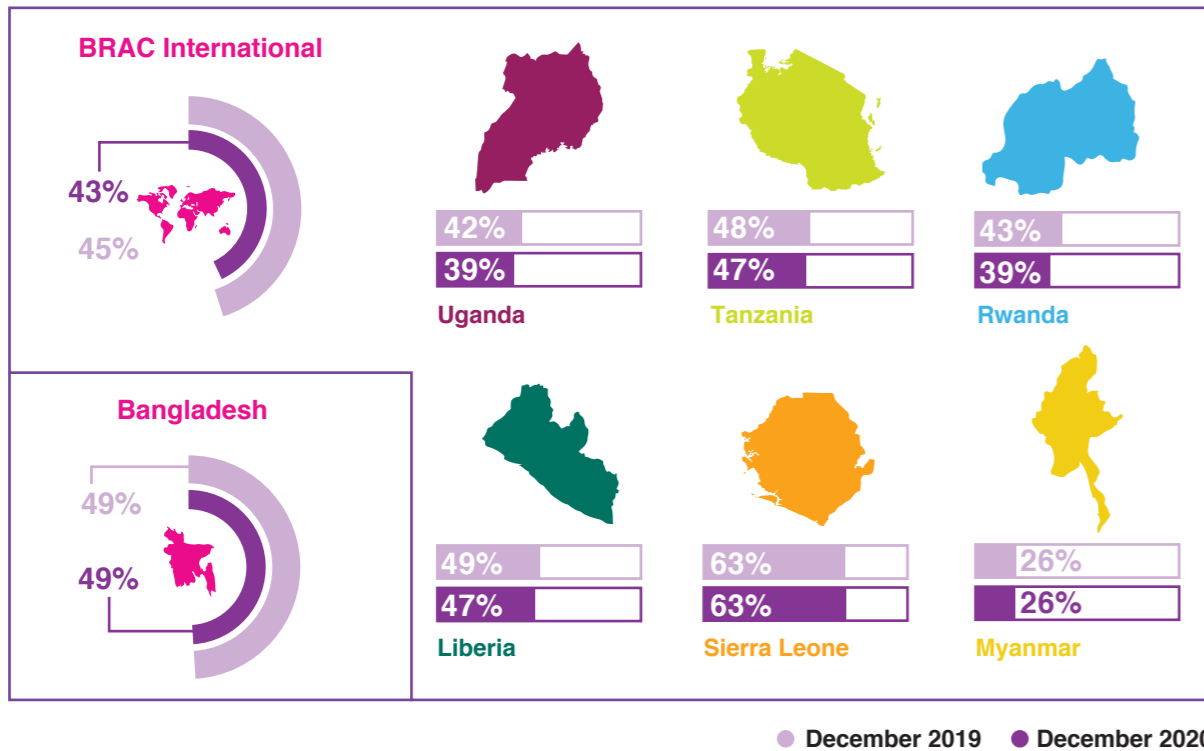 BRAC International
43%
45%
42%
39%
Uganda
48%
47%
Tanzania
43%
39%
Rwanda
Bangladesh
49%
49%
49%
47%
Liberia
63%
63%
Sierra Leone
26%
26%
Myanmar
December 2019 December 2020